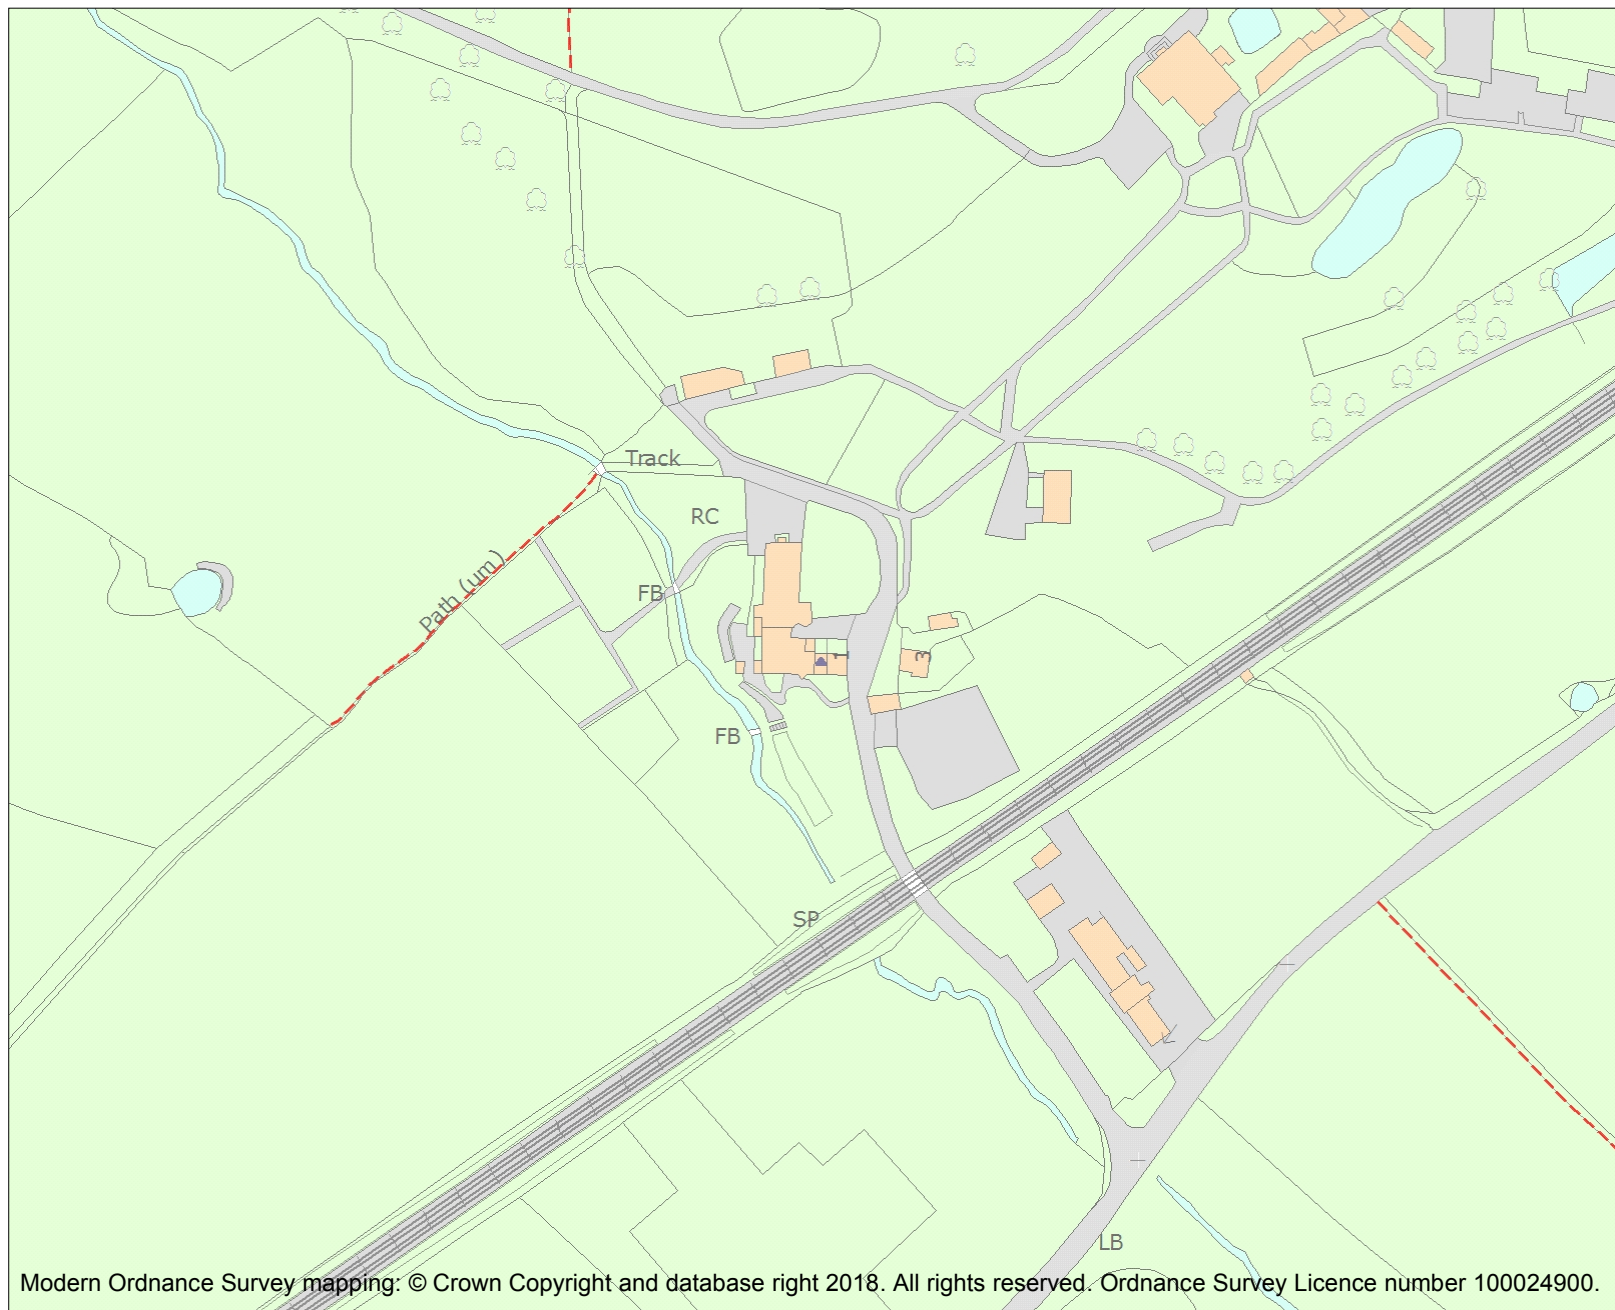 Track
RC
Path (um)
FB
1
3
FB
SP
LB
Modern Ordnance Survey mapping: © Crown Copyright and database right 2018. All rights reserved. Ordnance Survey Licence number 100024900.